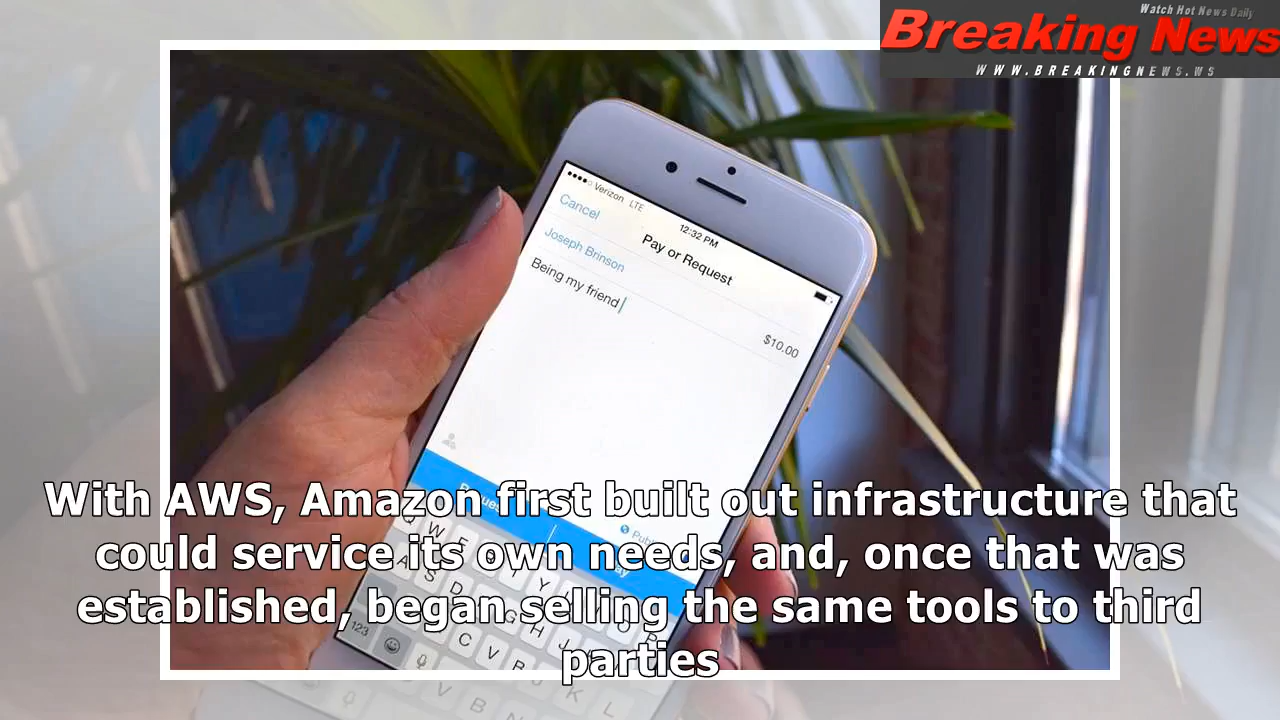 Watch Hot News Daily
Breaking News
WWW.BREAKINGNEWS.WS
Verizon LTE
12:32 PM
Cancel
Pay or Request
Joseph Brinson
Being my friend
$10.00
With AWS, Amazon first built out infrastructure that
could service its own needs, and, once that was
established, began selling the same tools to third
parties
123